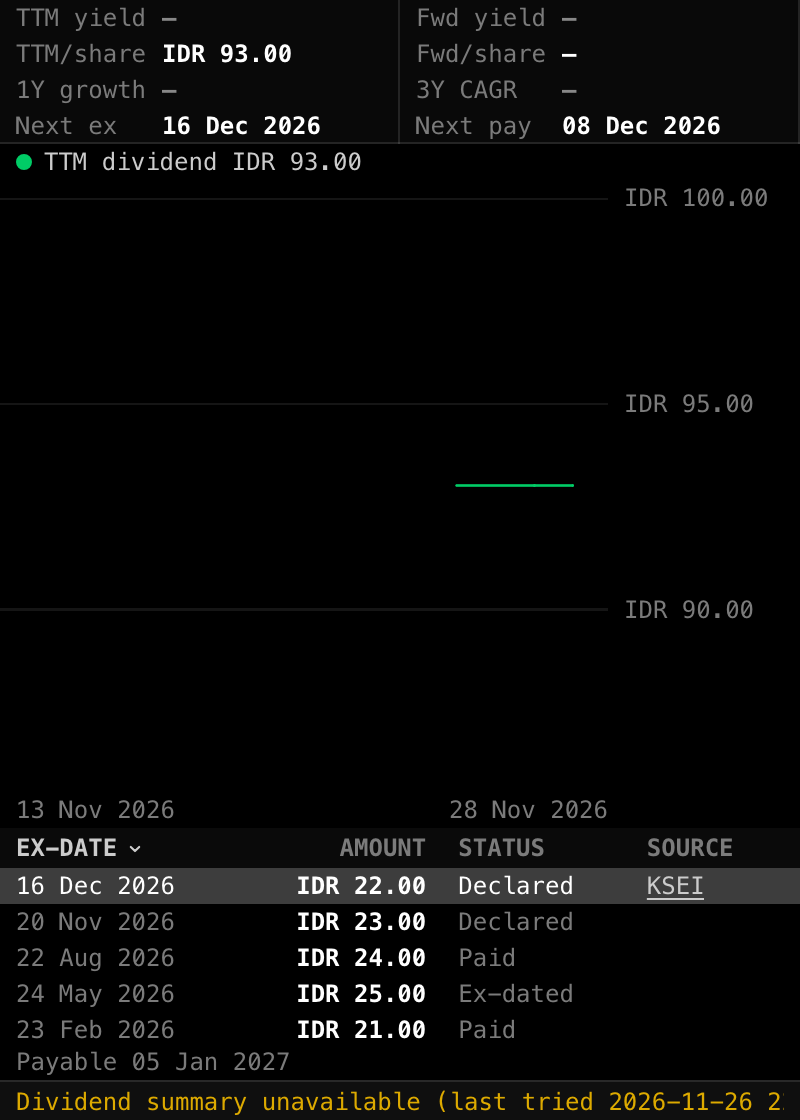 TTM yield —
Fwd yield —
TTM/share IDR 93.00
Fwd/share —
1Y growth —
3Y CAGR —
Next ex 16 Dec 2026
Next pay 08 Dec 2026
TTM dividend IDR 93.00
IDR 100.00
IDR 95.00
IDR 90.00
13 Nov 2026 28 Nov 2026
EX-DATE AMOUNT STATUS SOURCE
16 Dec 2026 IDR 22.00 Declared KSEI
20 Nov 2026 IDR 23.00 Declared
22 Aug 2026 IDR 24.00 Paid
24 May 2026 IDR 25.00 Ex-dated
23 Feb 2026 IDR 21.00 Paid
Payable 05 Jan 2027
Dividend summary unavailable (last tried 2026-11-26 2